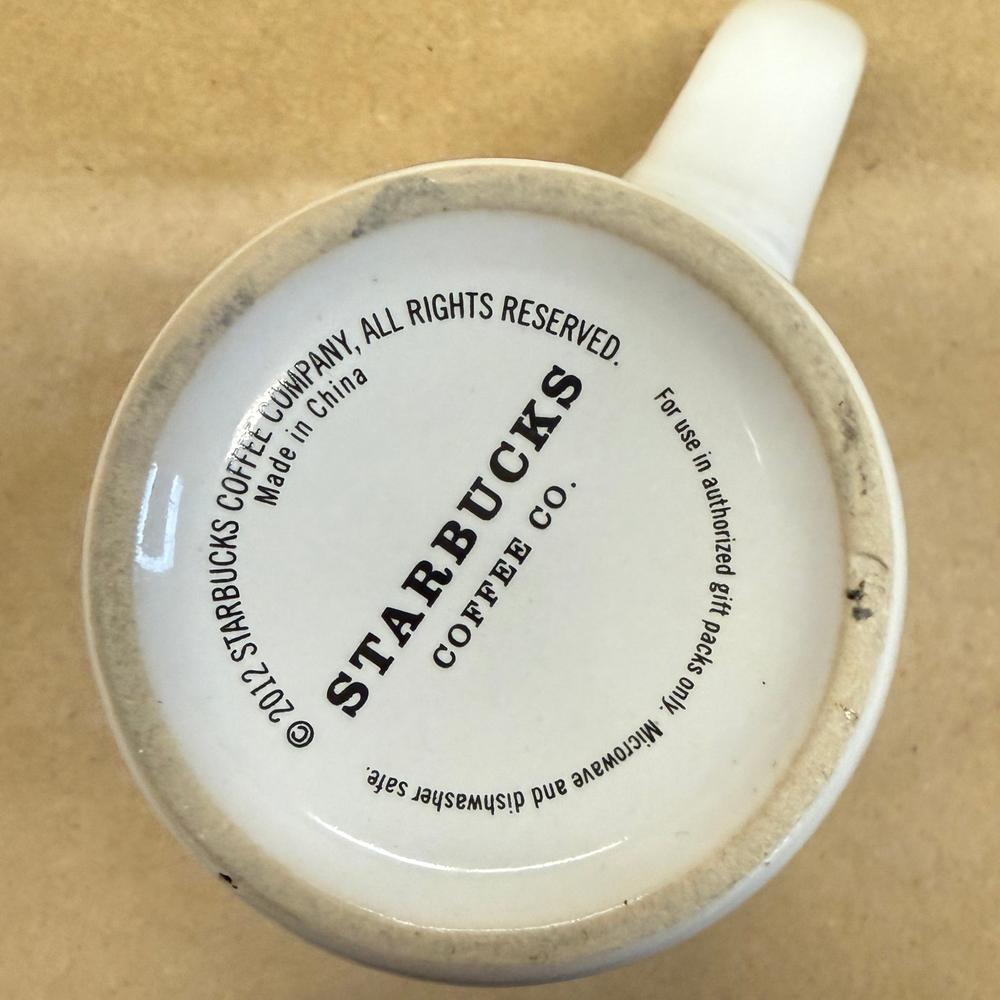 © 2012 STARBUCKS COFFEE COMPANY, ALL RIGHTS RESERVED.
Made in China
STARBUCKS
COFFEE CO.
For use in authorized gift packs only. Microwave and dishwasher safe.